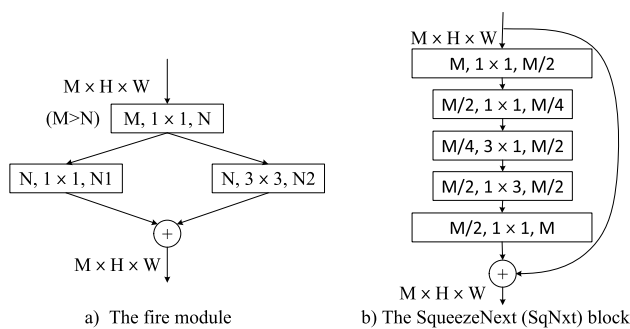 M × H × W
(M>N)
M, 1 × 1, N
N, 1 × 1, N1
N, 3 × 3, N2
+
M × H × W
a) The fire module
M × H × W
M, 1 × 1, M/2
M/2, 1 × 1, M/4
M/4, 3 × 1, M/2
M/2, 1 × 3, M/2
M/2, 1 × 1, M
+
M × H × W
b) The SqueezeNext (SqNxt) block